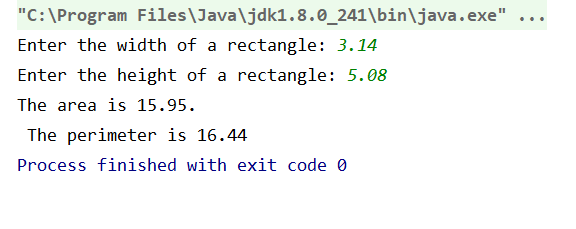 "C:\Program Files\Java\jdk1.8.0_241\bin\java.exe" ...
Enter the width of a rectangle: 3.14
Enter the height of a rectangle: 5.08
The area is 15.95.
 The perimeter is 16.44
Process finished with exit code 0